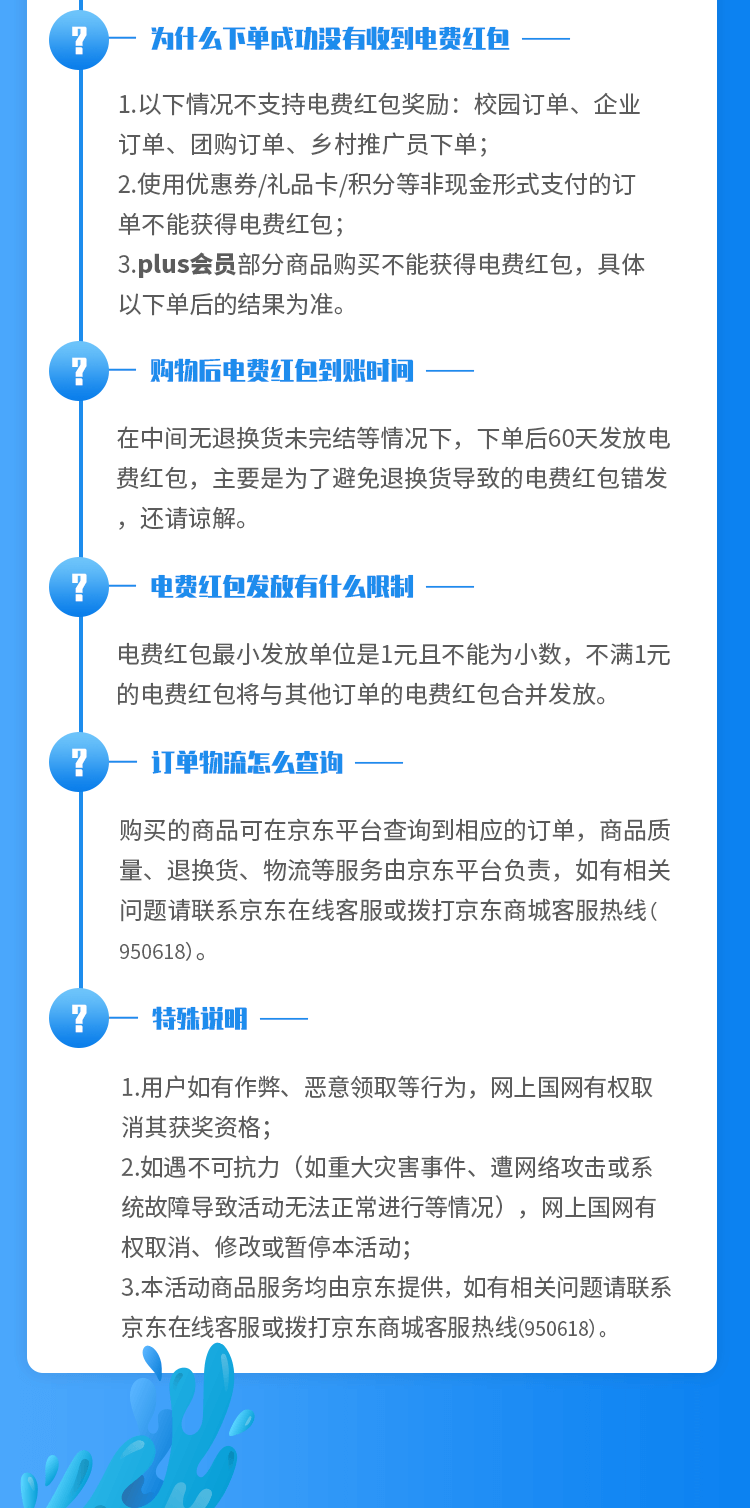 ?
为什么下单成功没有收到电费红包
1.以下情况不支持电费红包奖励：校园订单、企业
订单、团购订单、乡村推广员下单；
2.使用优惠券/礼品卡/积分等非现金形式支付的订
单不能获得电费红包；
3.plus会员部分商品购买不能获得电费红包，具体
以下单后的结果为准。
?
购物后电费红包到账时间
在中间无退换货未完结等情况下，下单后60天发放电
费红包，主要是为了避免退换货导致的电费红包错发
，还请谅解。
?
电费红包发放有什么限制
电费红包最小发放单位是1元且不能为小数，不满1元
的电费红包将与其他订单的电费红包合并发放。
?
订单物流怎么查询
购买的商品可在京东平台查询到相应的订单，商品质
量、退换货、物流等服务由京东平台负责，如有相关
问题请联系京东在线客服或拨打京东商城客服热线(
950618)。
?
特殊说明
1.用户如有作弊、恶意领取等行为，网上国网有权取
消其获奖资格；
2.如遇不可抗力（如重大灾害事件、遭网络攻击或系
统故障导致活动无法正常进行等情况），网上国网有
权取消、修改或暂停本活动；
3.本活动商品服务均由京东提供，如有相关问题请联系
京东在线客服或拨打京东商城客服热线(950618)。